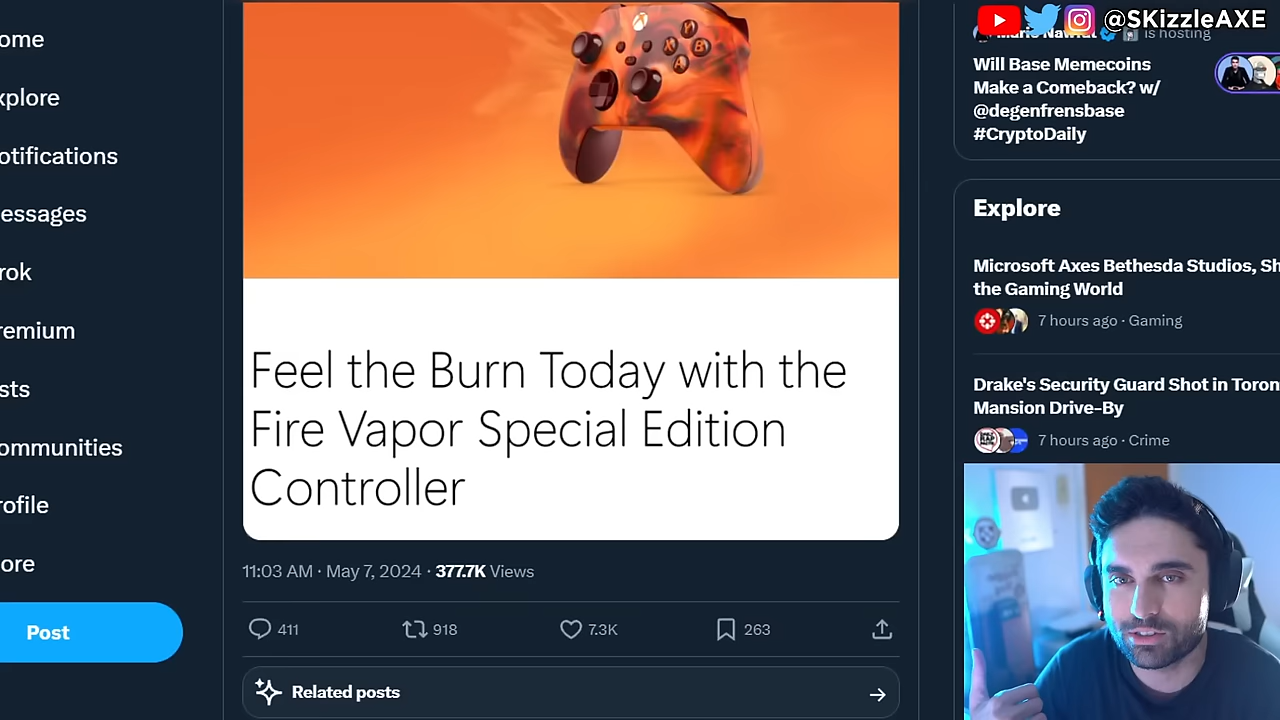 @SKizzleAXE
ome
xplore
otifications
essages
rok
remium
sts
ommunities
rofile
ore
Post
X
Y
B
A
Feel the Burn Today with the
Fire Vapor Special Edition
Controller
11:03 AM · May 7, 2024 · 377.7K Views
411
918
7.3K
263
Related posts
is hosting
Will Base Memecoins
Make a Comeback? w/
@degenfrensbase
#CryptoDaily
Explore
Microsoft Axes Bethesda Studios, Sh
the Gaming World
7 hours ago · Gaming
Drake's Security Guard Shot in Toron
Mansion Drive-By
7 hours ago · Crime